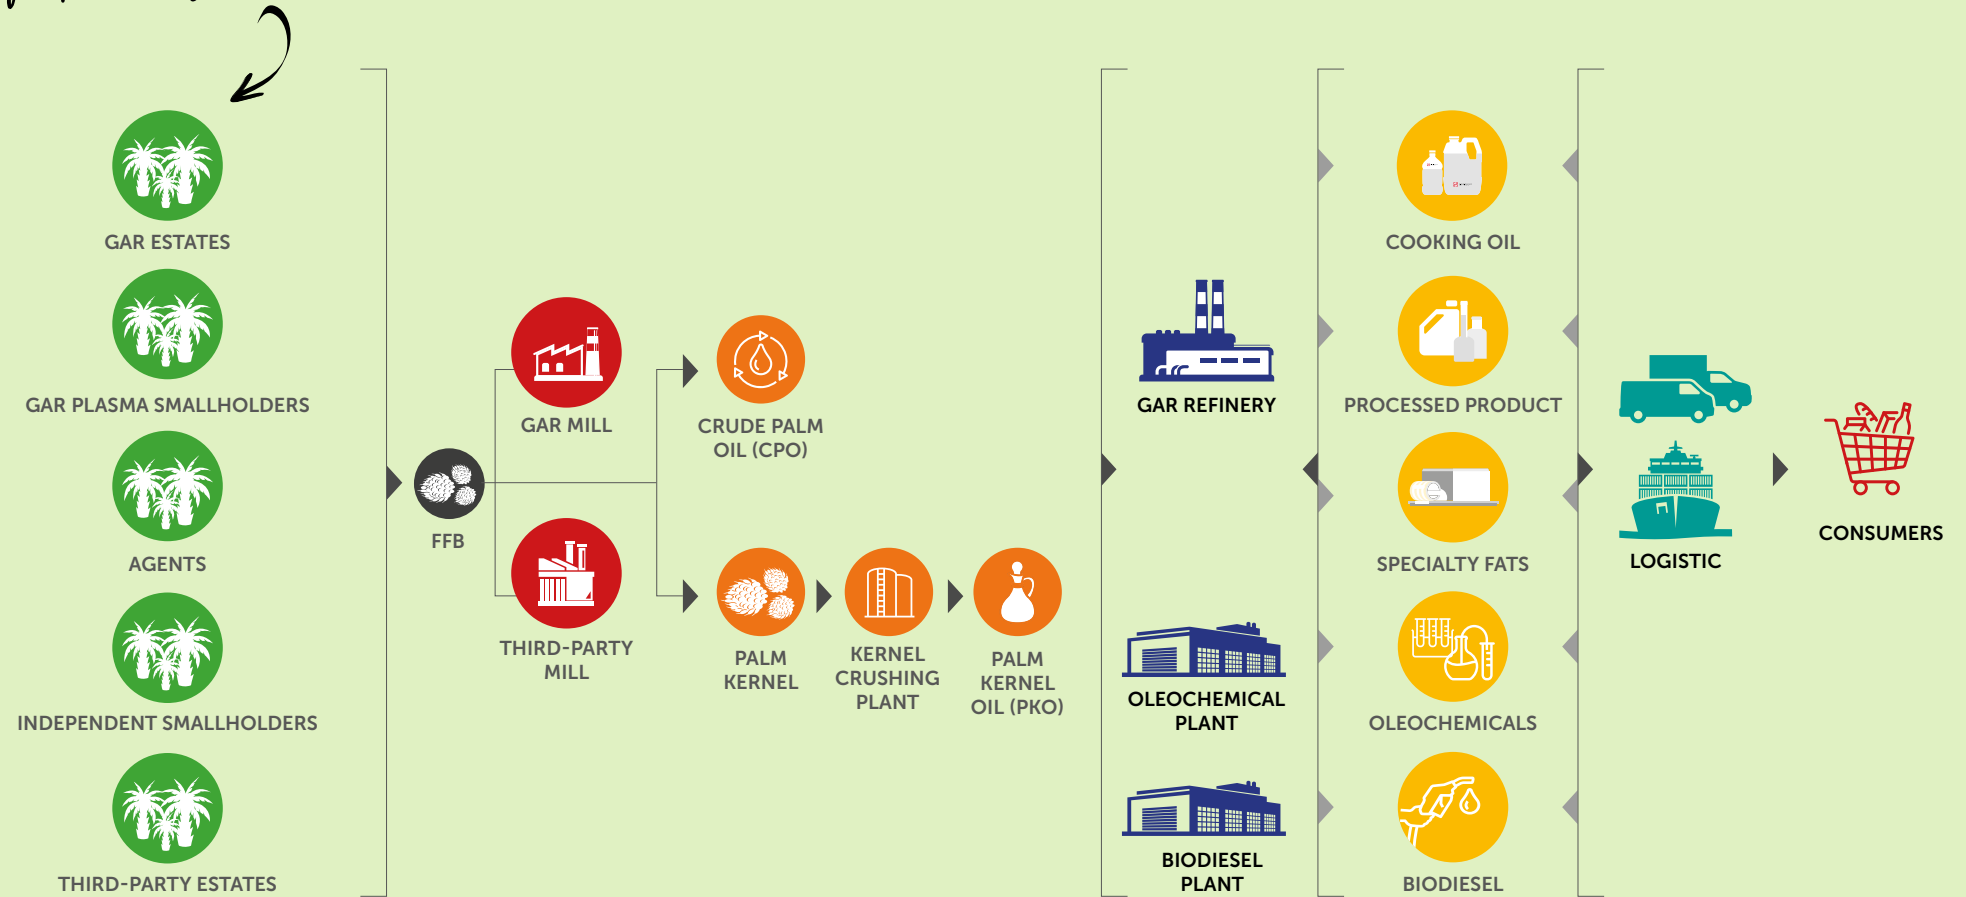 GAR ESTATES
GAR PLASMA SMALLHOLDERS
AGENTS
INDEPENDENT SMALLHOLDERS
THIRD-PARTY ESTATES
FFB
GAR MILL
THIRD-PARTY
MILL
CRUDE PALM
OIL (CPO)
PALM
KERNEL
KERNEL
CRUSHING
PLANT
PALM
KERNEL
OIL (PKO)
GAR REFINERY
OLEOCHEMICAL
PLANT
BIODIESEL
PLANT
COOKING OIL
PROCESSED PRODUCT
SPECIALTY FATS
OLEOCHEMICALS
BIODIESEL
LOGISTIC
CONSUMERS